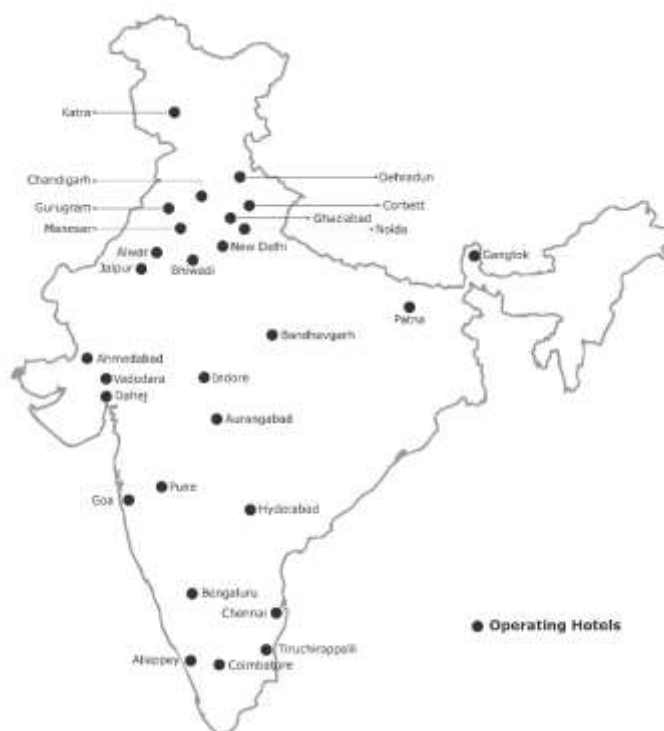 Katra
Chandigarh
Dehradun
Gurugram
Corbett
Ghaziabad
Manesar
Noida
New Delhi
Alwar
Bhiwadi
Jaipur
Gangtok
Patna
Bandhavgarh
Ahmedabad
Vadodara
Indore
Dahej
Aurangabad
Pune
Goa
Hyderabad
Bengaluru
Chennai
Operating Hotels
Tiruchirappalli
Alleppey
Coimbatore